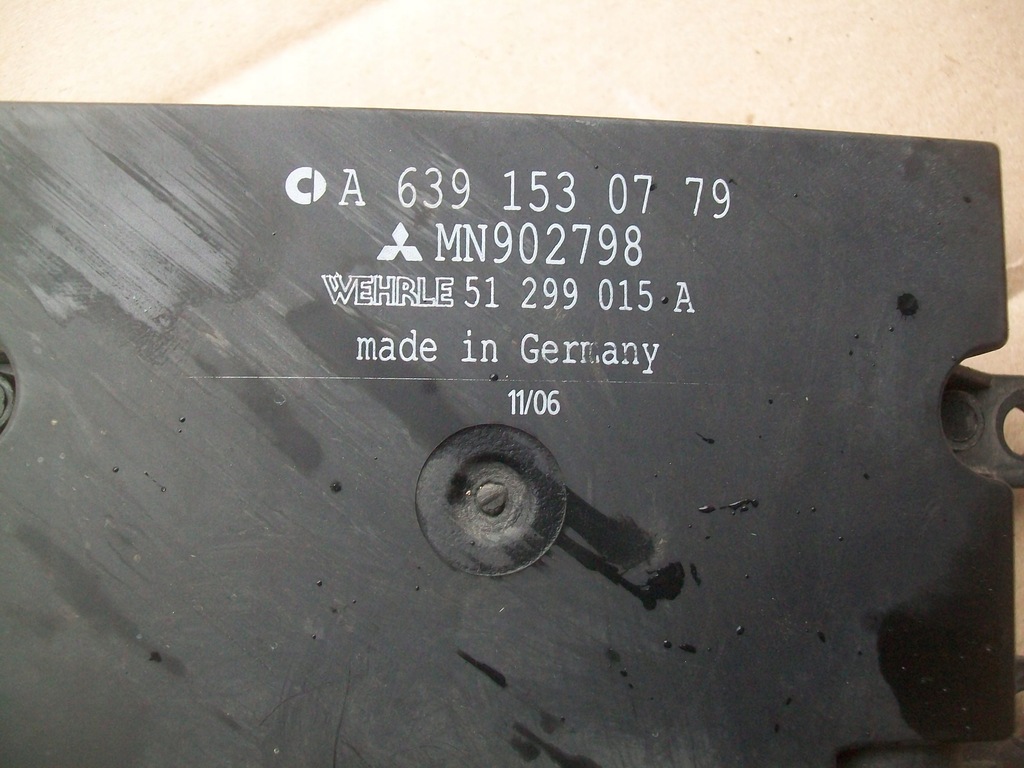 A 639 153 07 79
MN902798
WEHRLE 51 299 015 A
made in Germany
11/06